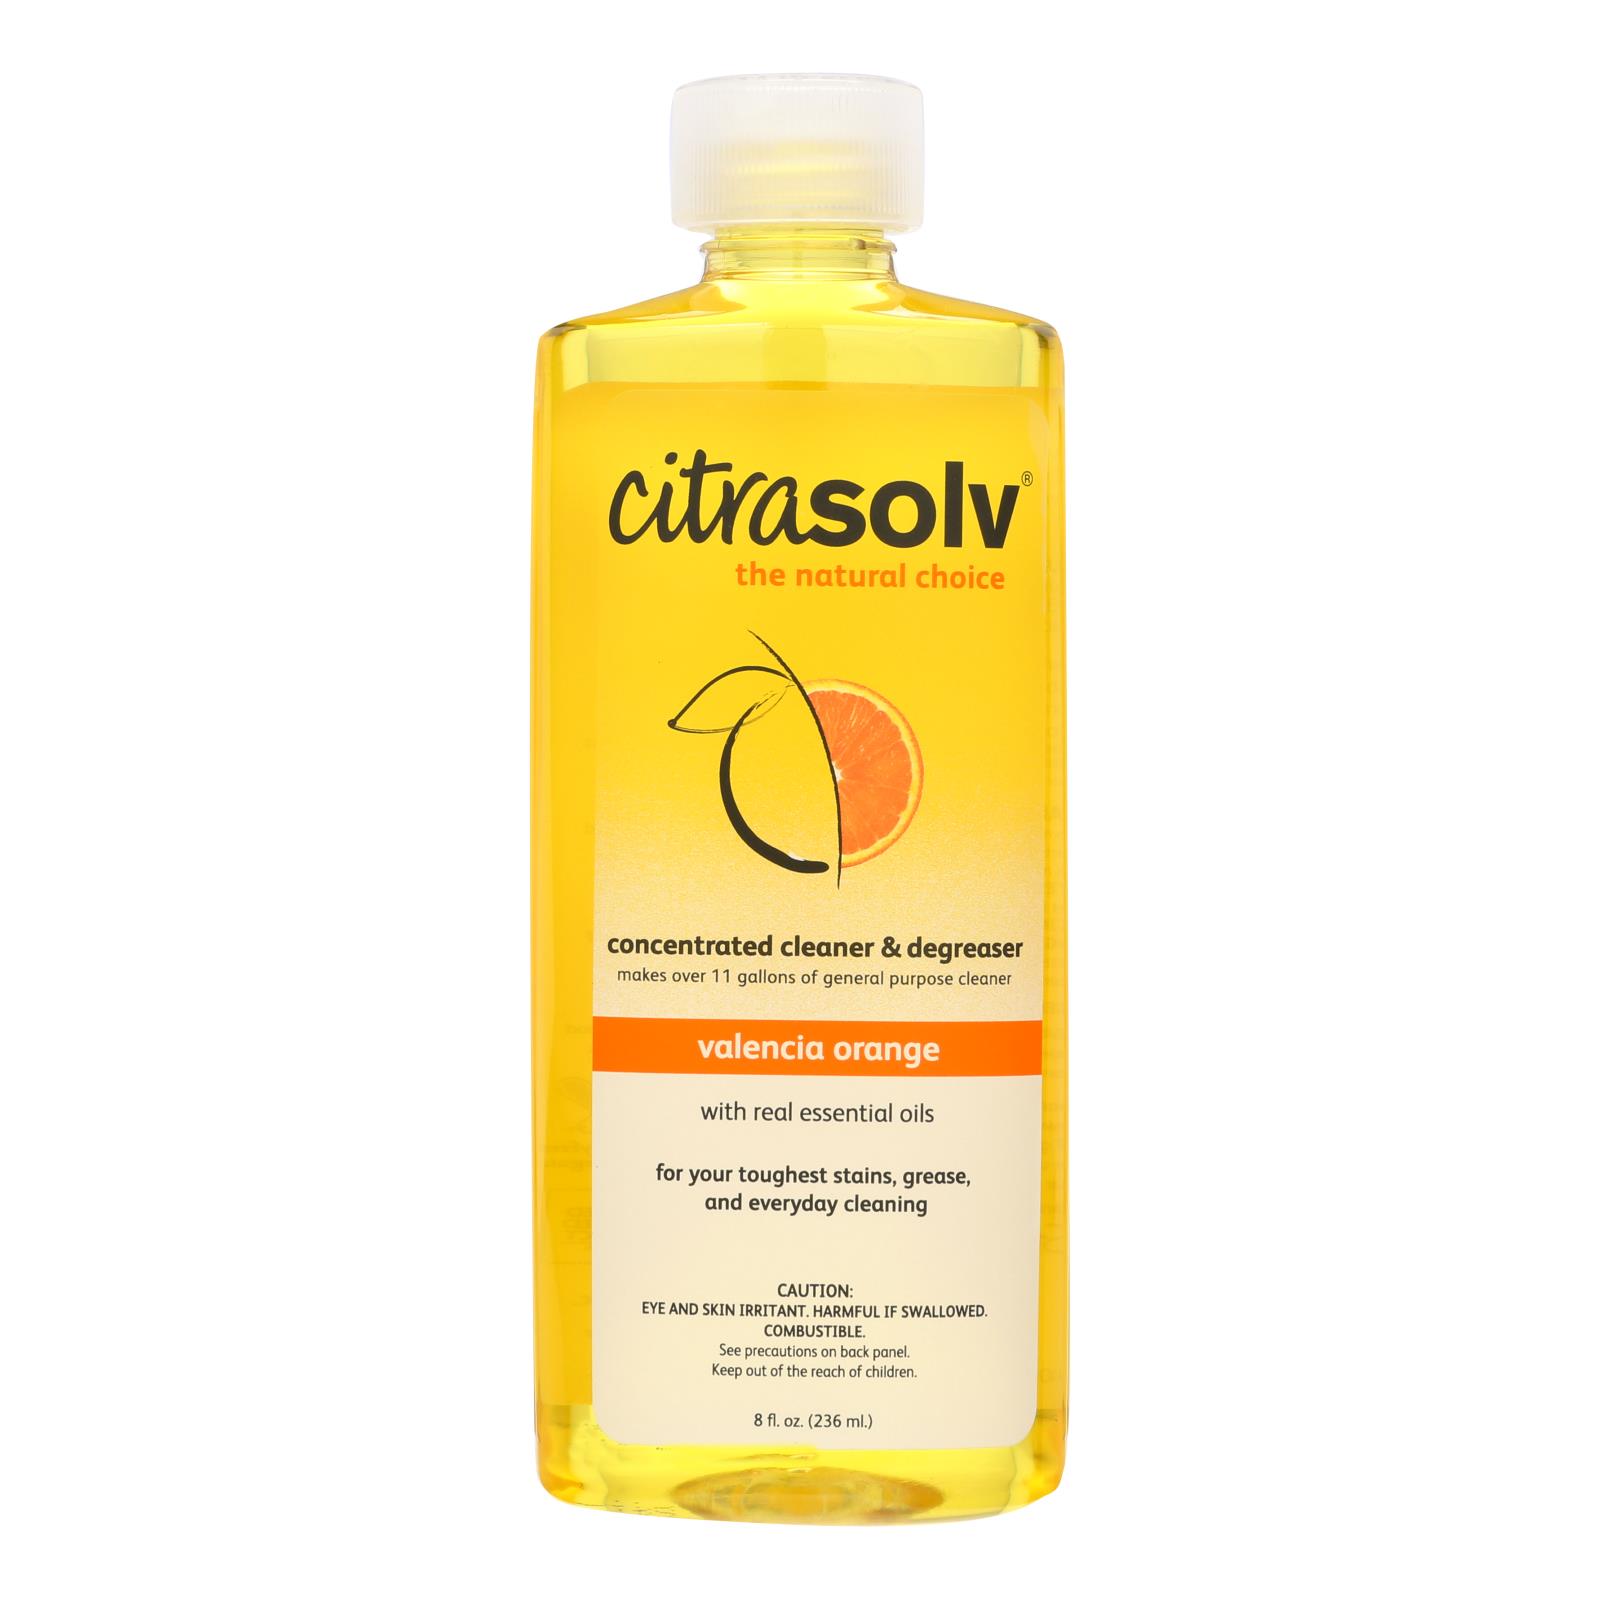 citrasolv®
the natural choice
concentrated cleaner & degreaser
makes over 11 gallons of general purpose cleaner
valencia orange
with real essential oils
for your toughest stains, grease,
and everyday cleaning
CAUTION:
EYE AND SKIN IRRITANT. HARMFUL IF SWALLOWED.
COMBUSTIBLE.
See precautions on back panel.
Keep out of the reach of children.
8 fl. oz. (236 ml.)